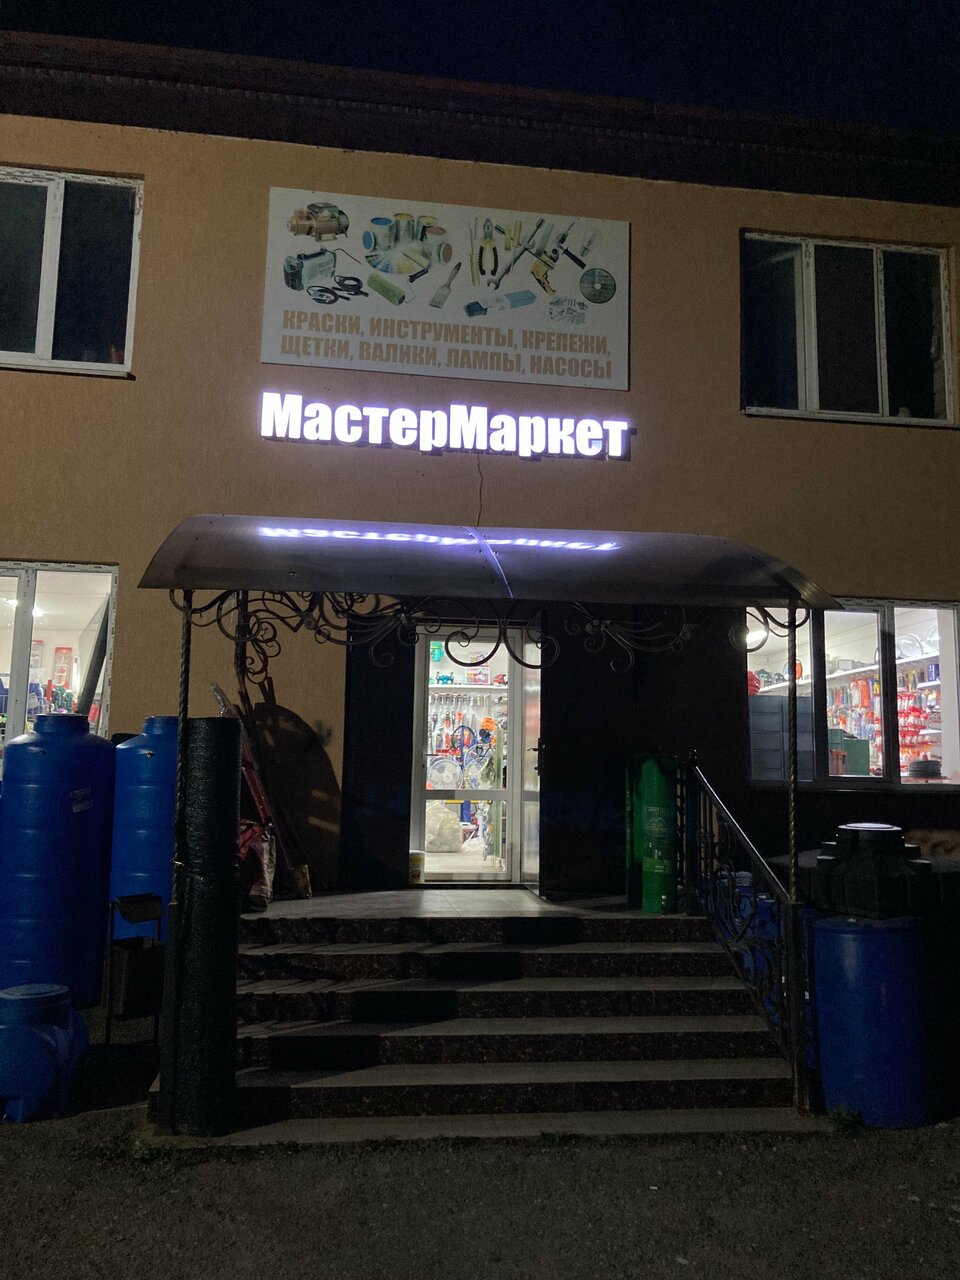 КРАСКИ, ИНСТРУМЕНТЫ, КРЕПЕЖИ,
ЩЕТКИ, ВАЛИКИ, ЛАМПЫ, НАСОСЫ
МастерМаркет